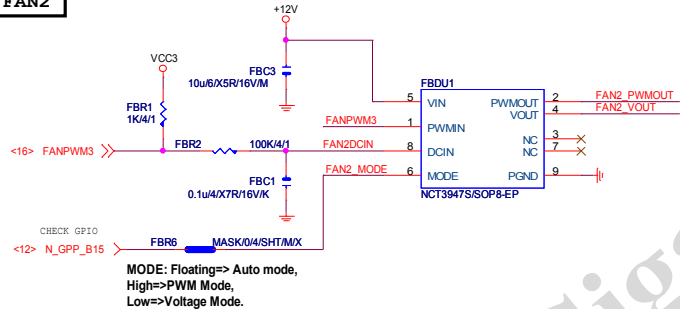 FAN2
+12V
VCC3
FBC3
10u/6/X5R/16V/M
FBDU1
FBR1
1K/4/1
5 VIN PWMOUT 2 FAN2_PWMOUT
VOUT 4 FAN2_VOUT
FANPWM3 1 PWMIN
NC 3
<16> FANPWM3 FBR2 100K/4/1 FAN2DCIN 8 DCIN NC 7
FAN2_MODE 6 MODE PGND 9
FBC1
0.1u/4/X7R/16V/K
NCT3947S/SOP8-EP
CHECK GPIO
<12> N_GPP_B15 FBR6 MASK/0/4/SHT/M/X
MODE: Floating=> Auto mode,
High=>PWM Mode,
Low=>Voltage Mode.